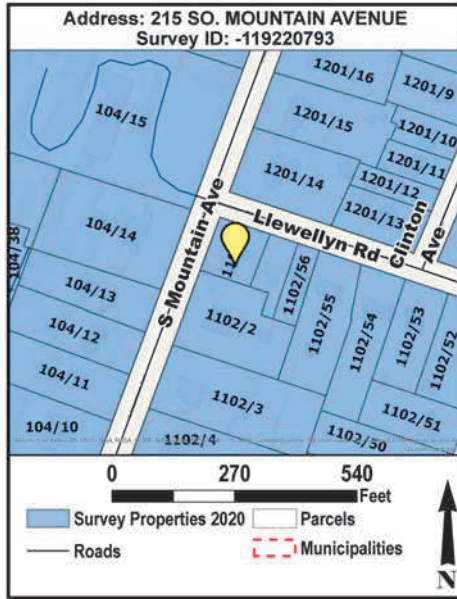 Address: 215 SO. MOUNTAIN AVENUE
Survey ID: -119220793
1201/16
1201/9
104/15
1201/15
1201/10
1201/11
1201/14
1201/12
1201/13
S Mountain Ave
Llewellyn Rd
Clinton
Ave
104/38
104/14
1102/56
104/13
1102/2
1102/55
1102/54
1102/53
1102/52
104/12
104/11
1102/3
1102/51
104/10
1102/4
1102/50
0 270 540
Feet
Survey Properties 2020
Parcels
Roads
Municipalities
N